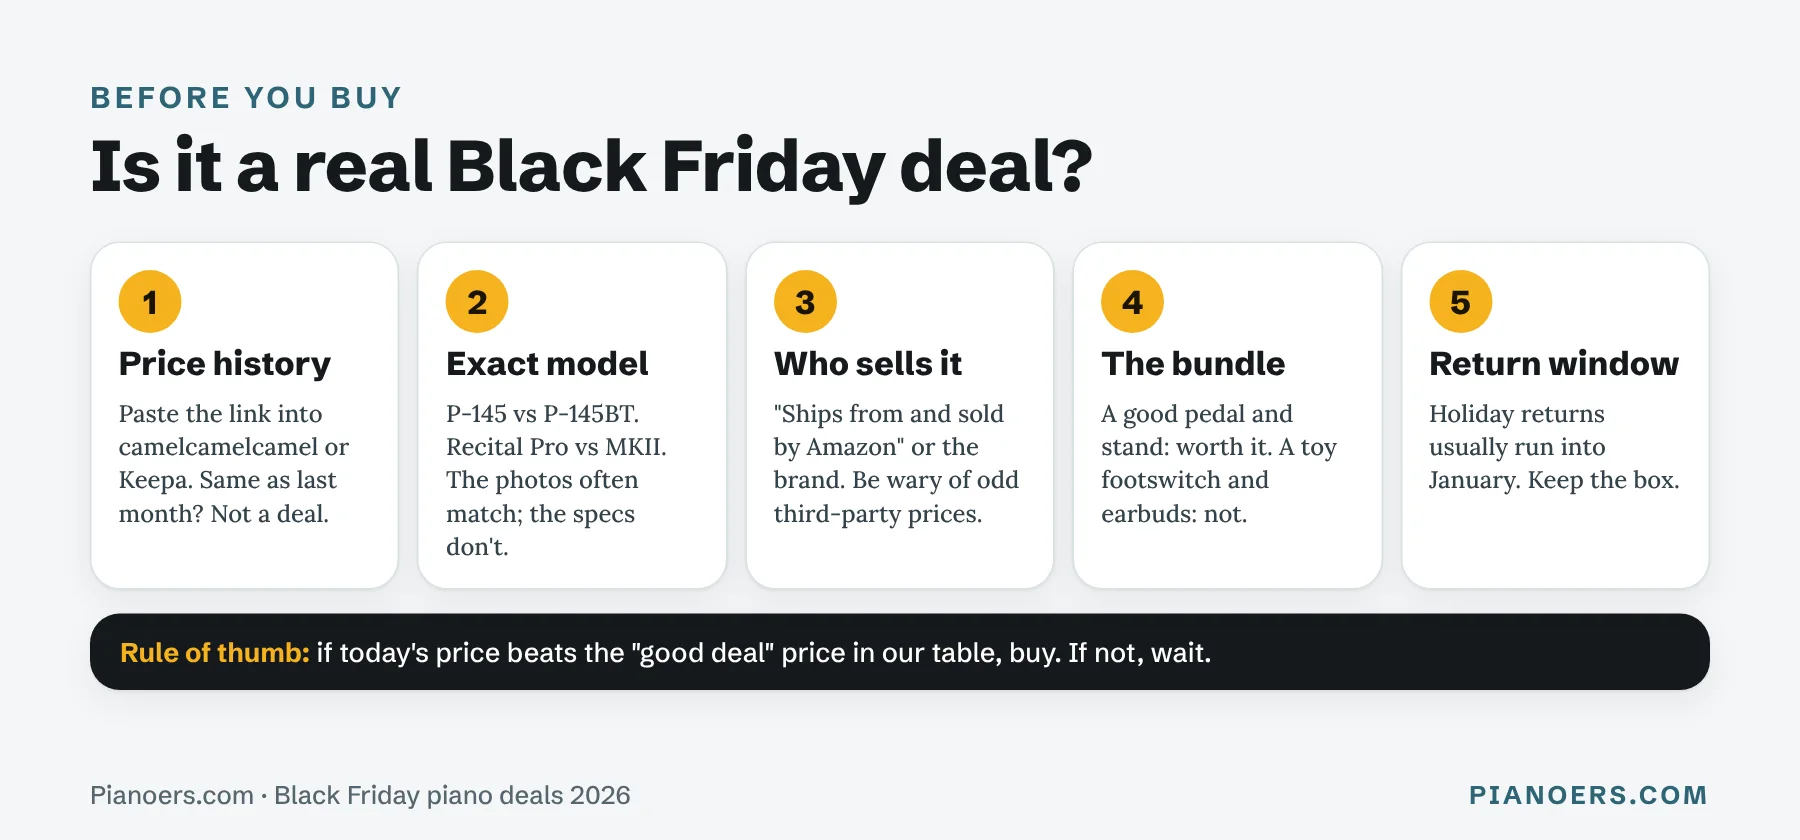 BEFORE YOU BUY
Is it a real Black Friday deal?
1
Price history
Paste the link into
camelcamelcamel or
Keepa. Same as last
month? Not a deal.
2
Exact model
P-145 vs P-145BT.
Recital Pro vs MKII.
The photos often
match; the specs
don't.
3
Who sells it
"Ships from and sold
by Amazon" or the
brand. Be wary of odd
third-party prices.
4
The bundle
A good pedal and
stand: worth it. A toy
footswitch and
earbuds: not.
5
Return window
Holiday returns
usually run into
January. Keep the box.
Rule of thumb: if today's price beats the "good deal" price in our table, buy. If not, wait.
Pianoers.com · Black Friday piano deals 2026
PIANOERS.COM